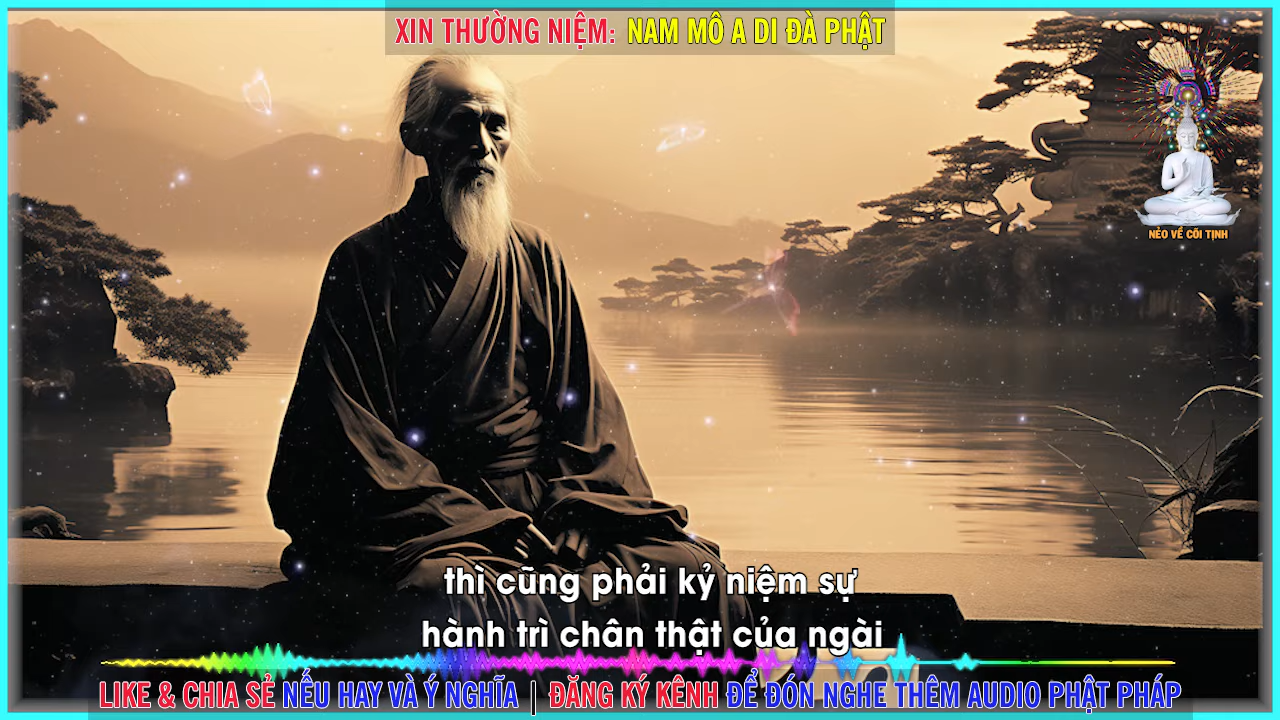 XIN THƯỜNG NIỆM: NAM MÔ A DI ĐÀ PHẬT
NẺO VỀ CÕI TỊNH
thì cũng phải kỷ niệm sự
hành trì chân thật của ngài
LIKE & CHIA SẺ NẾU HAY VÀ Ý NGHĨA | ĐĂNG KÝ KÊNH ĐỂ ĐÓN NGHE THÊM AUDIO PHẬT PHÁP